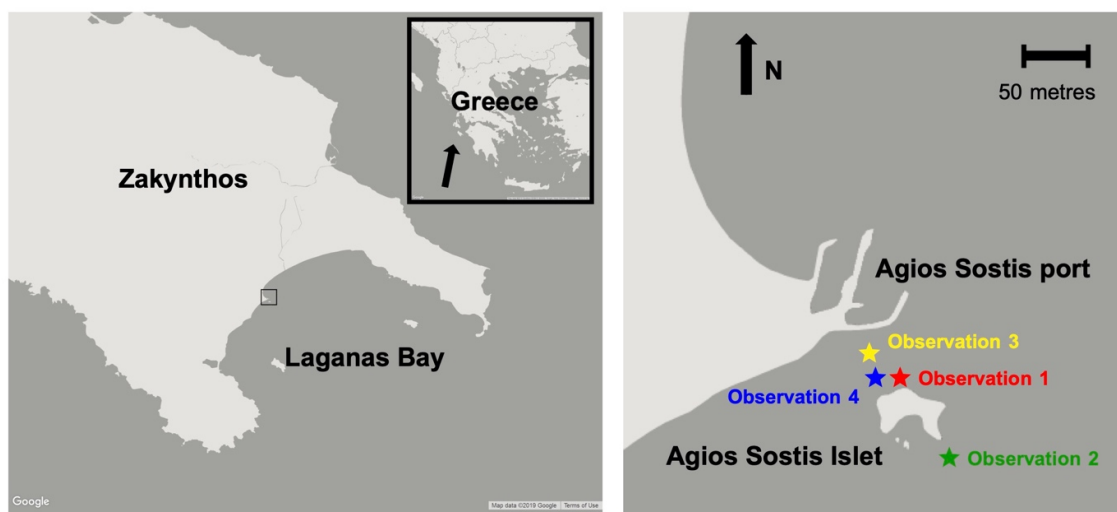 Greece
Zakynthos
Laganas Bay
Google
Map data ©2019 Google
Terms of Use
N
50 metres
Agios Sostis port
Observation 3
Observation 1
Observation 4
Agios Sostis Islet
Observation 2